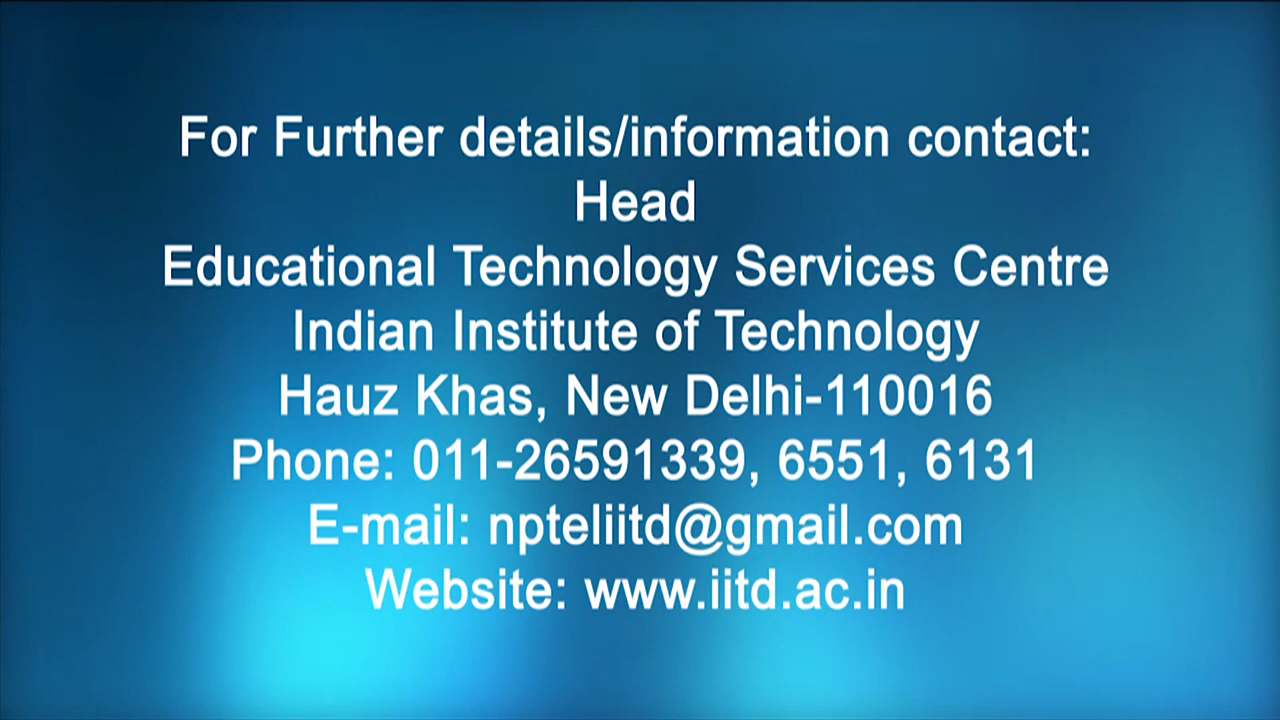 For Further details/information contact:
Head
Educational Technology Services Centre
Indian Institute of Technology
Hauz Khas, New Delhi-110016
Phone: 011-26591339, 6551, 6131
E-mail: npteliitd@gmail.com
Website: www.iitd.ac.in